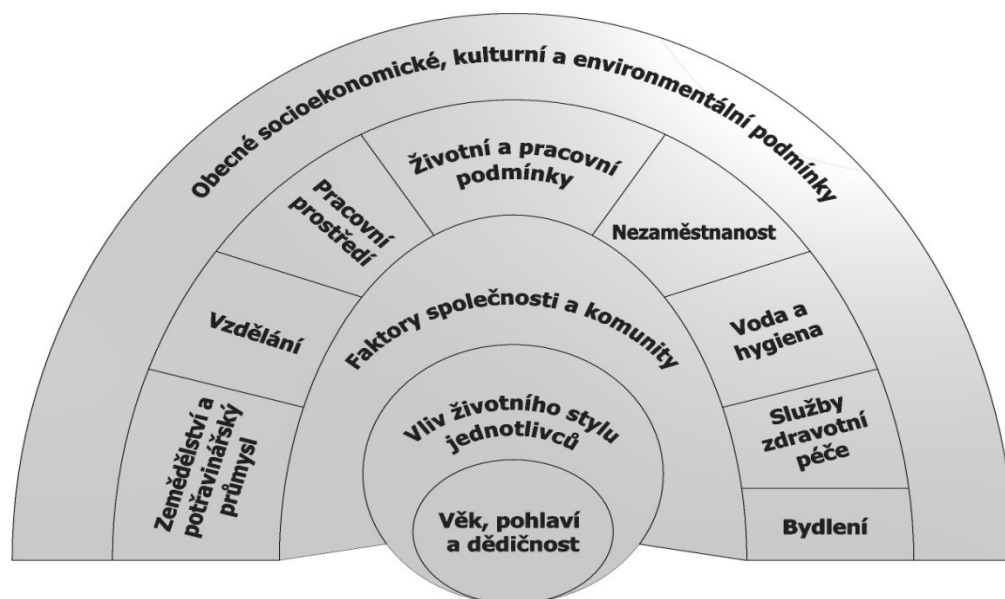 Obecné socioekonomické, kulturní a environmentální podmínky
Životní a pracovní
podmínky
Pracovní
prostředí
Nezaměstnanost
Vzdělání
Voda a
hygiena
Zemědělství a
potřavinářský
průmysl
Služby
zdravotní
péče
Bydlení
Faktory společnosti a komunity
Vliv životního stylu
jednotlivců
Věk, pohlaví
a dědičnost